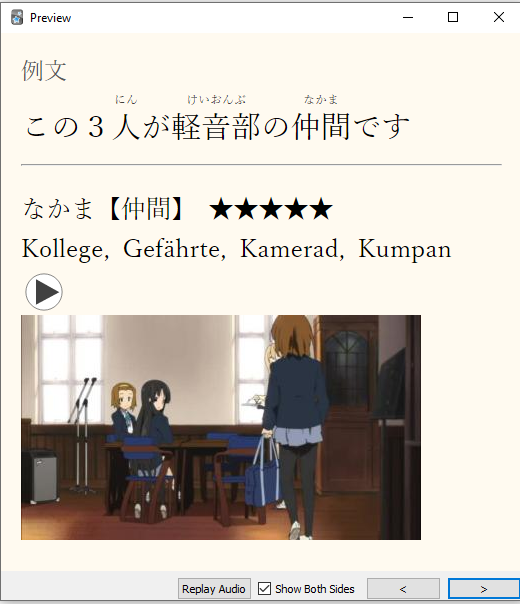 Preview
例文
にん けいおんぶ なかま
この３人が軽音部の仲間です
なかま【仲間】 ★★★★★
Kollege, Gefährte, Kamerad, Kumpan
Replay Audio Show Both Sides < >